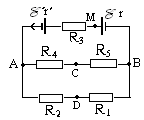 ℰ' r' M ℰ r
R₃
A R₄ R₅ B
C
D
R₂ R₁